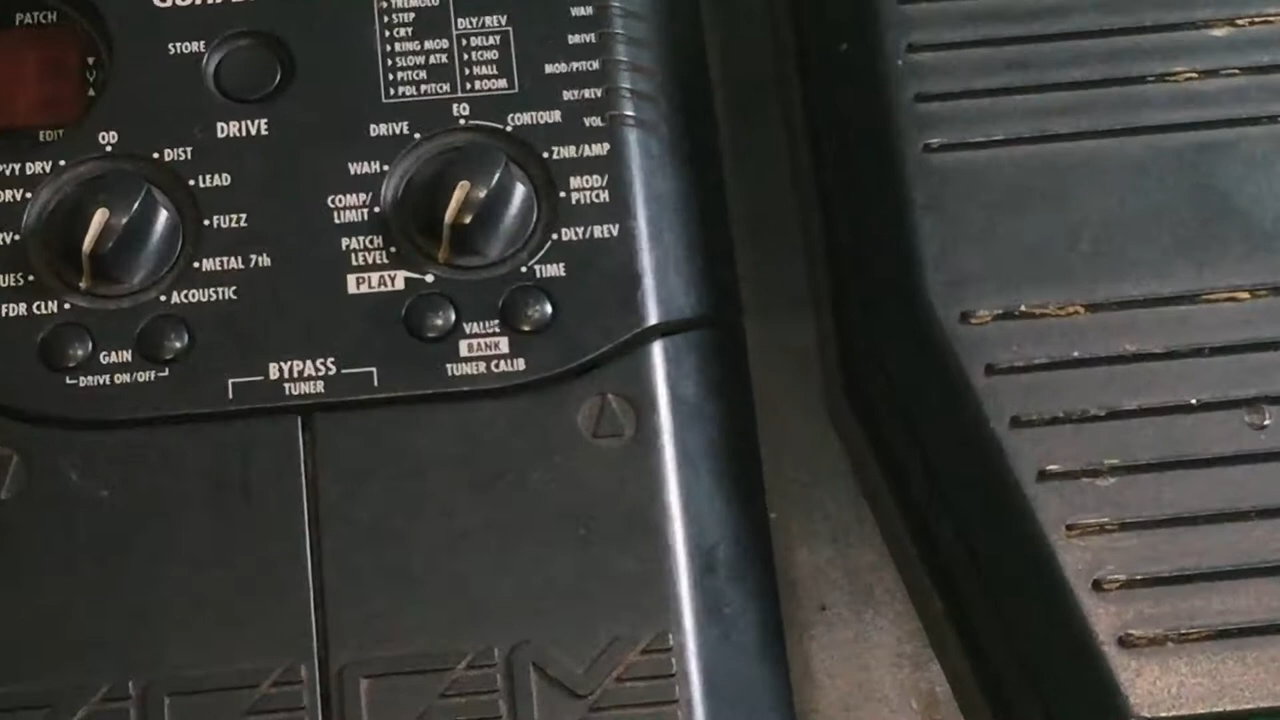 PATCH
STORE
EDIT
DRIVE
OD
DIST
LEAD
FUZZ
METAL 7th
ACOUSTIC
FDR CLN
GAIN
DRIVE ON/OFF
BYPASS
TUNER
TREMOLO
STEP
CRY
RING MOD
SLOW ATK
PITCH
PDL PITCH
DLY/REV
DELAY
ECHO
HALL
ROOM
WAH
DRIVE
MOD/PITCH
DLY/REV
VOL
EQ
CONTOUR
DRIVE
ZNR/AMP
WAH
MOD/
PITCH
COMP/
LIMIT
DLY/REV
PATCH
LEVEL
TIME
PLAY
VALUE
BANK
TUNER CALIB